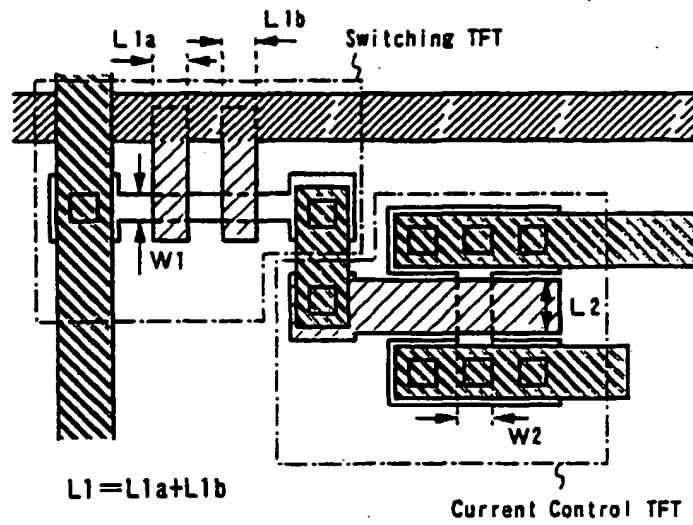 L1b
L1a
Switching TFT
W1
L2
W2
L1=L1a+L1b
Current Control TFT